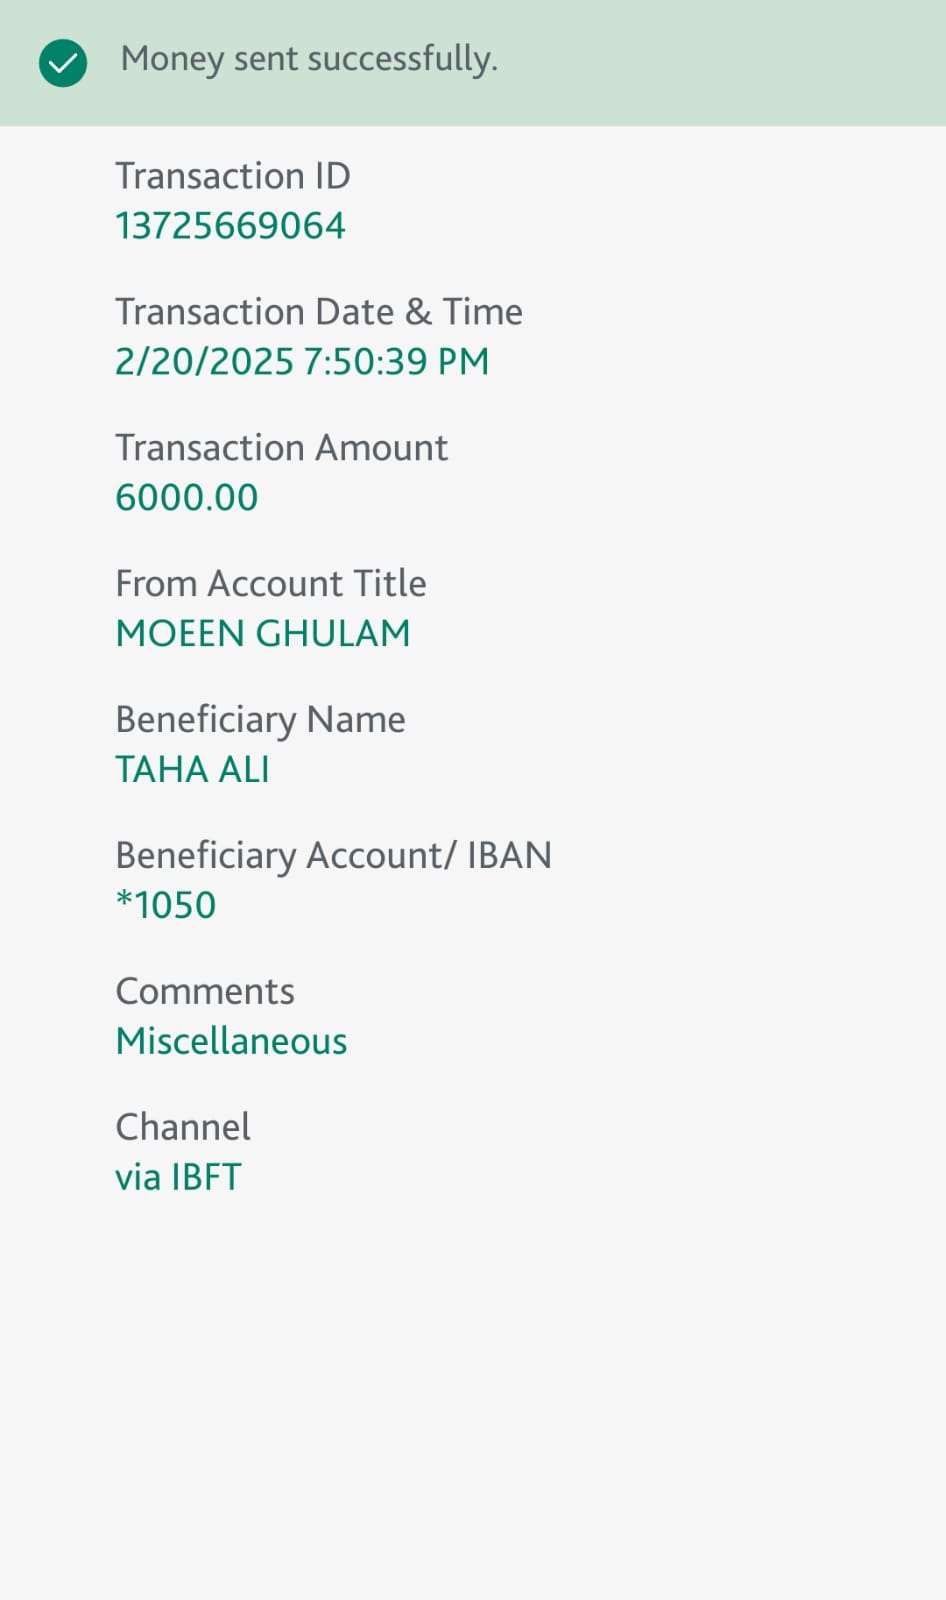 Money sent successfully.
Transaction ID
13725669064
Transaction Date & Time
2/20/2025 7:50:39 PM
Transaction Amount
6000.00
From Account Title
MOEEN GHULAM
Beneficiary Name
TAHA ALI
Beneficiary Account/ IBAN
*1050
Comments
Miscellaneous
Channel
via IBFT